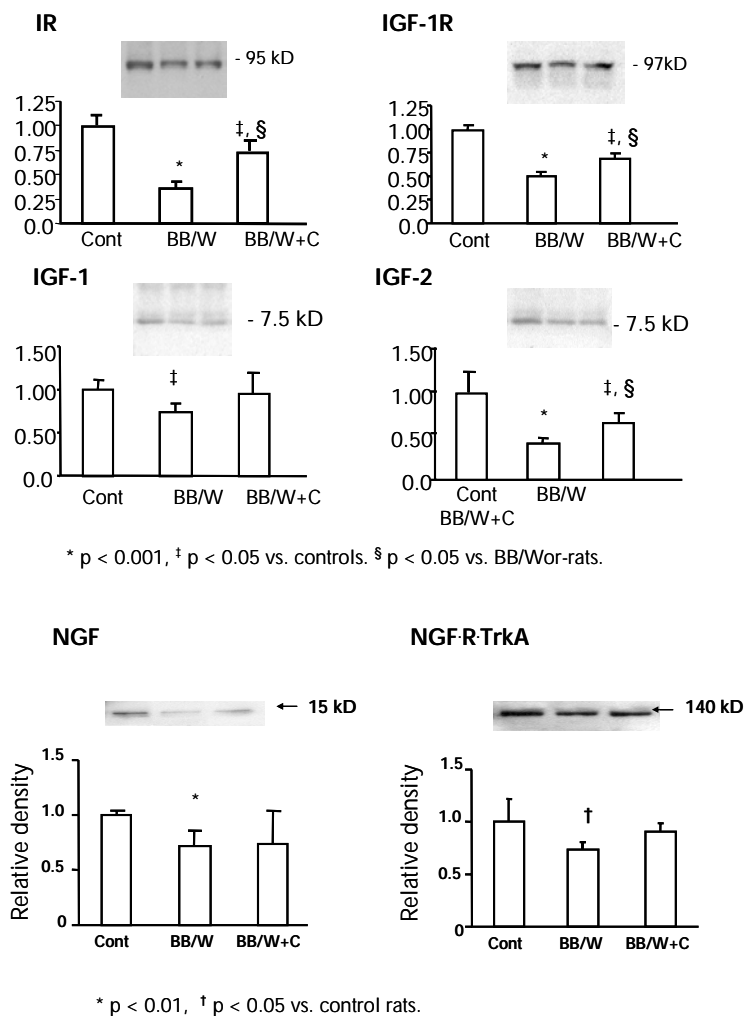 IR
- 95 kD
1.25
1.00
0.75
0.50
0.25
0.0
*
‡, §
Cont BB/W BB/W+C
IGF-1R
- 97kD
1.25
1.00
0.75
0.50
0.25
0.0
*
‡, §
Cont BB/W BB/W+C
IGF-1
- 7.5 kD
1.50
1.00
0.50
0.0
‡
Cont BB/W BB/W+C
IGF-2
- 7.5 kD
1.50
1.00
0.50
0.0
*
‡, §
Cont BB/W
BB/W+C
* p < 0.001, ‡ p < 0.05 vs. controls. § p < 0.05 vs. BB/Wor-rats.
NGF
15 kD
Relative density
1.5
1.0
0.5
0
*
Cont BB/W BB/W+C
NGF·R·TrkA
140 kD
Relative density
1.5
1.0
0.5
0
†
Cont BB/W BB/W+C
* p < 0.01, † p < 0.05 vs. control rats.